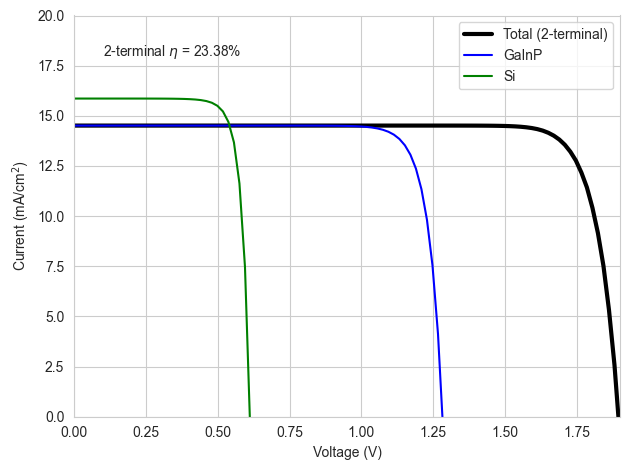 20.0
17.5
15.0
12.5
10.0
7.5
5.0
2.5
0.0
Current (mA/cm²)
2-terminal η = 23.38%
Total (2-terminal)
GaInP
Si
0.00 0.25 0.50 0.75 1.00 1.25 1.50 1.75
Voltage (V)